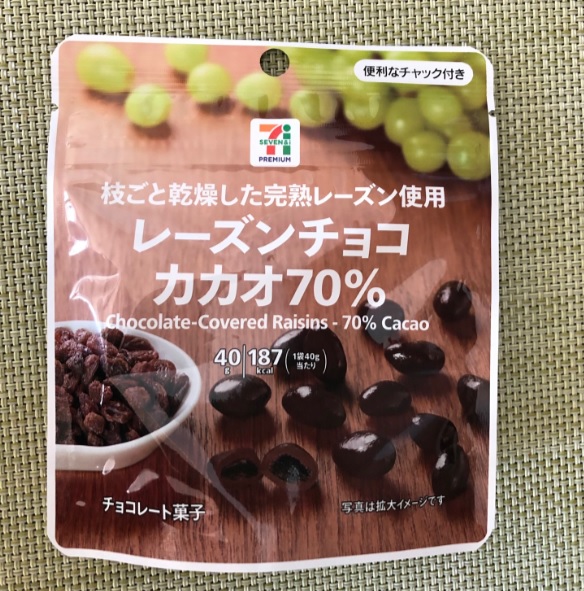 便利なチャック付き
7i
SEVEN&i
PREMIUM
枝ごと乾燥した完熟レーズン使用
レーズンチョコ
カカオ70%
Chocolate-Covered Raisins - 70% Cacao
40g 187kcal (1袋40g当たり)
チョコレート菓子
写真は拡大イメージです